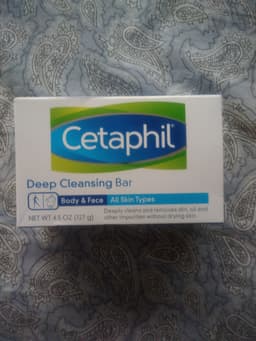 Cetaphil®
Deep Cleansing Bar
Body & Face All Skin Types
Deeply cleans and removes dirt, oil and
other impurities without drying skin.
NET WT 4.5 OZ (127 g)